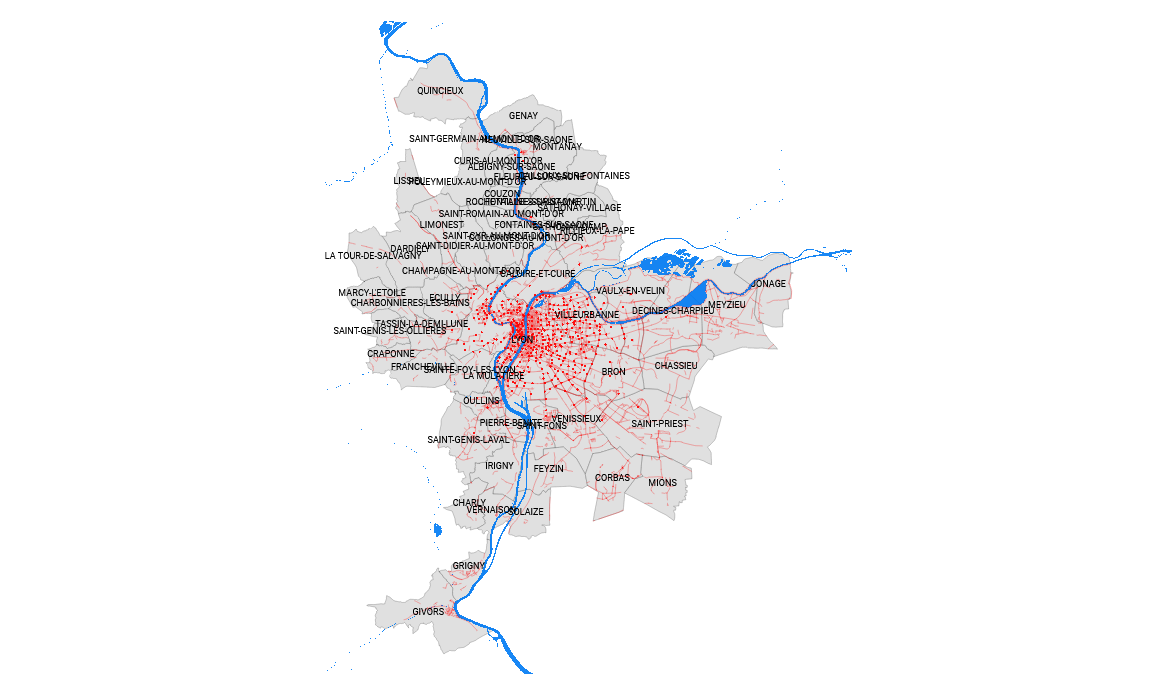 QUINCIEUX
GENAY
SAINT-GERMAIN-AU-MONT-D'OR
NEUVILLE-SUR-SAONE
MONTANAY
CURIS-AU-MONT-D'OR
ALBIGNY-SUR-SAONE
FLEURIEU-SUR-SAONE
CAILLOUX-SUR-FONTAINES
LISSIEU
POLEYMIEUX-AU-MONT-D'OR
COUZON
ROCHETAILLEE-SUR-SAONE
FONTAINES-SAINT-MARTIN
SATHONAY-VILLAGE
SAINT-ROMAIN-AU-MONT-D'OR
LIMONEST
FONTAINES-SUR-SAONE
SATHONAY-CAMP
RILLIEUX-LA-PAPE
SAINT-CYR-AU-MONT-D'OR
COLLONGES-AU-MONT-D'OR
SAINT-DIDIER-AU-MONT-D'OR
DARDILLY
LA TOUR-DE-SALVAGNY
CHAMPAGNE-AU-MONT-D'OR
CALUIRE-ET-CUIRE
JONAGE
VAULX-EN-VELIN
MARCY-L'ETOILE
ECULLY
CHARBONNIERES-LES-BAINS
MEYZIEU
DECINES-CHARPIEU
VILLEURBANNE
TASSIN-LA-DEMI-LUNE
SAINT-GENIS-LES-OLLIERES
LYON
CRAPONNE
FRANCHEVILLE
SAINTE-FOY-LES-LYON
CHASSIEU
BRON
LA MULATIERE
OULLINS
PIERRE-BENITE
VENISSIEUX
SAINT-FONS
SAINT-PRIEST
SAINT-GENIS-LAVAL
IRIGNY
FEYZIN
CORBAS
MIONS
CHARLY
VERNAISON
SOLAIZE
GRIGNY
GIVORS